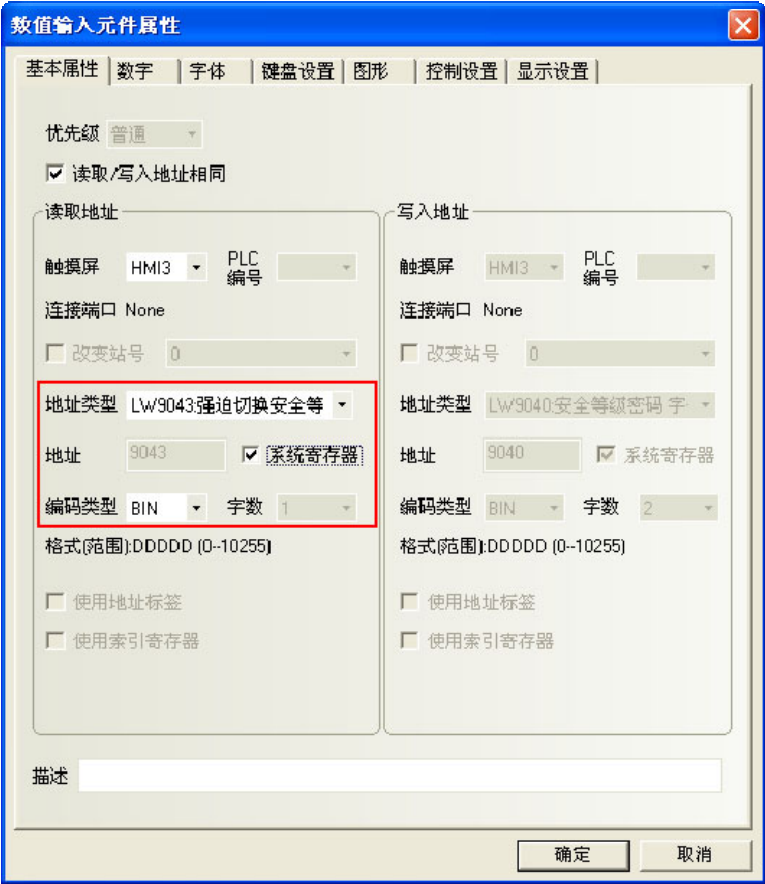 数值输入元件属性
基本属性 数字 字体 键盘设置 图形 控制设置 显示设置
优先级 普通
读取/写入地址相同
读取地址
触摸屏 HMI3 PLC编号
连接端口 None
改变站号 0
地址类型 LW9043:强迫切换安全等
地址 9043 系统寄存器
编码类型 BIN 字数 1
格式(范围):DDDDD (0--10255)
使用地址标签
使用索引寄存器
写入地址
触摸屏 HMI3 PLC编号
连接端口 None
改变站号 0
地址类型 LW9040:安全等级密码 字
地址 9040 系统寄存器
编码类型 BIN 字数 2
格式(范围):DDDDD (0--10255)
使用地址标签
使用索引寄存器
描述
确定 取消